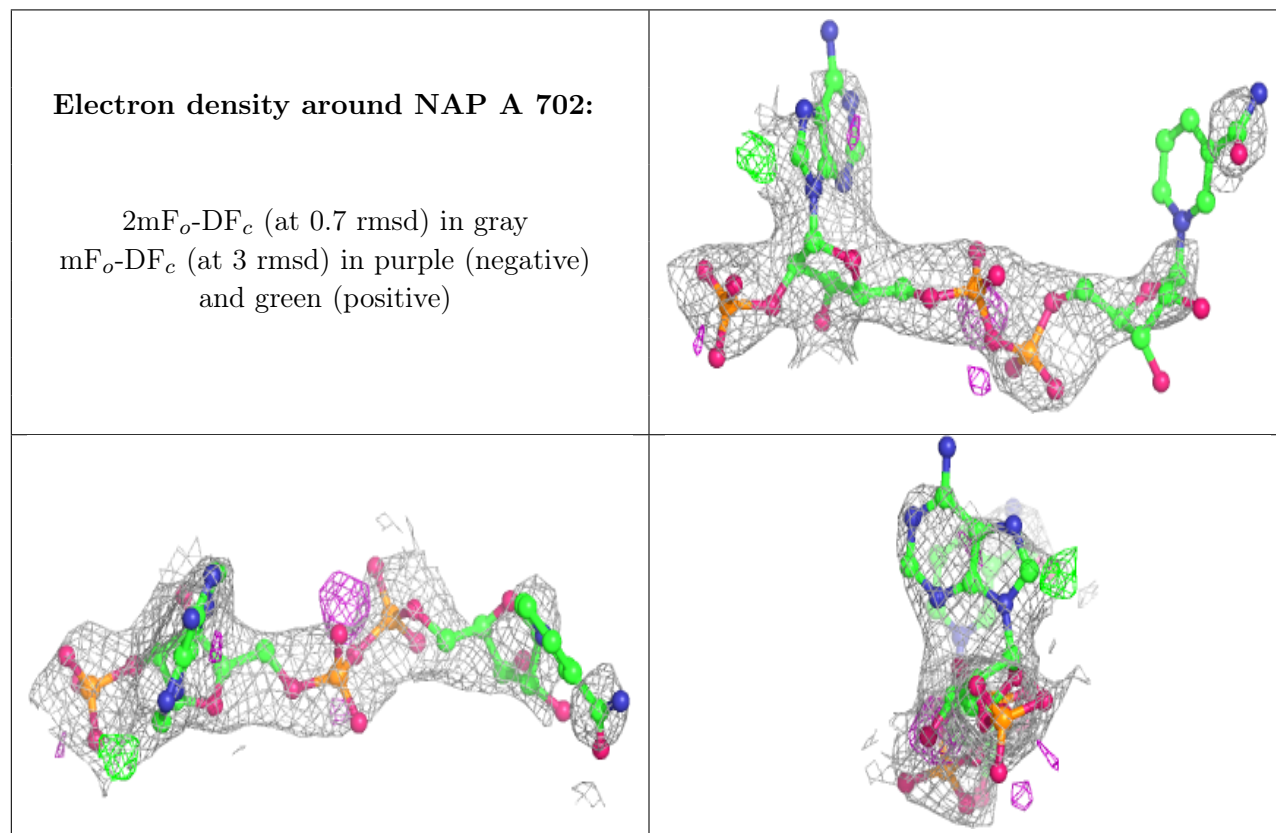 Electron density around NAP A 702:
2mFo-DFc (at 0.7 rmsd) in gray
mFo-DFc (at 3 rmsd) in purple (negative)
and green (positive)